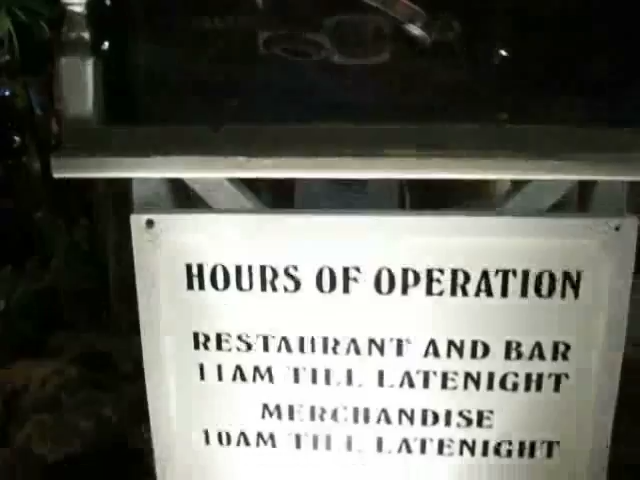 HOURS OF OPERATION
RESTAURANT AND BAR
11AM TILL LATENIGHT
MERCHANDISE
10AM TILL LATENIGHT